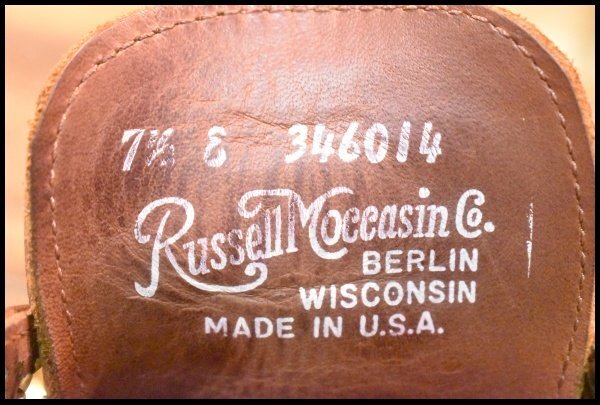 7½ E 346014
Russell Moccasin Co.
BERLIN
WISCONSIN
MADE IN U.S.A.